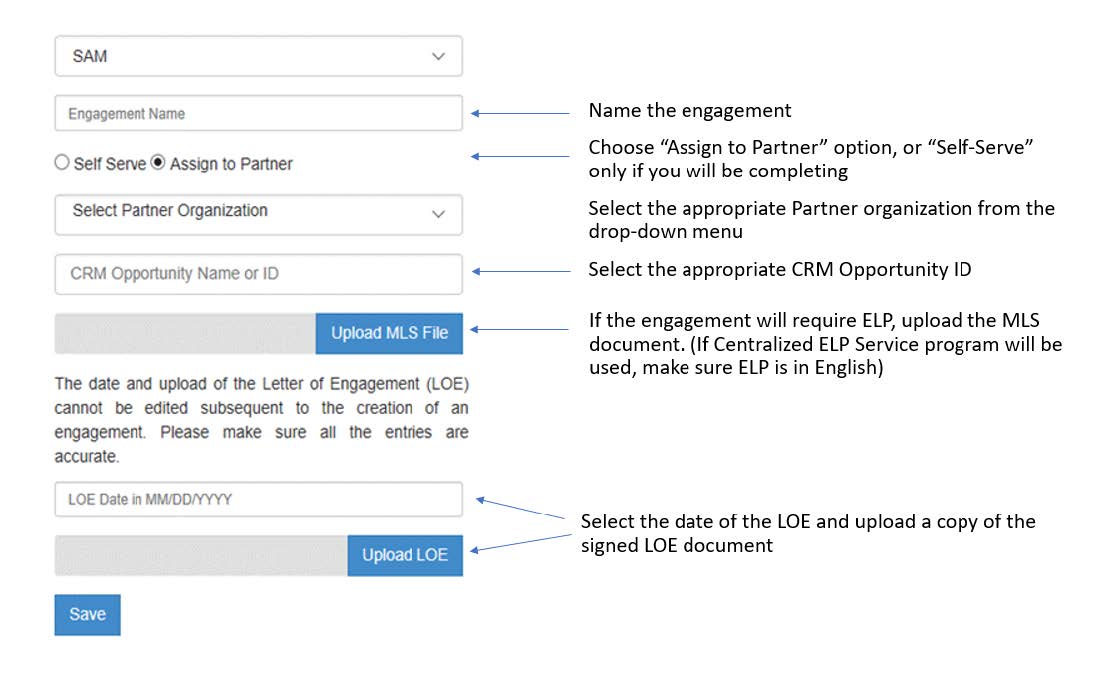 SAM
Engagement Name
Name the engagement
Self Serve Assign to Partner
Choose “Assign to Partner” option, or “Self-Serve”
only if you will be completing
Select Partner Organization
Select the appropriate Partner organization from the
drop-down menu
CRM Opportunity Name or ID
Select the appropriate CRM Opportunity ID
Upload MLS File
If the engagement will require ELP, upload the MLS
document. (If Centralized ELP Service program will be
used, make sure ELP is in English)
The date and upload of the Letter of Engagement (LOE)
cannot be edited subsequent to the creation of an
engagement. Please make sure all the entries are
accurate.
LOE Date in MM/DD/YYYY
Upload LOE
Select the date of the LOE and upload a copy of the
signed LOE document
Save